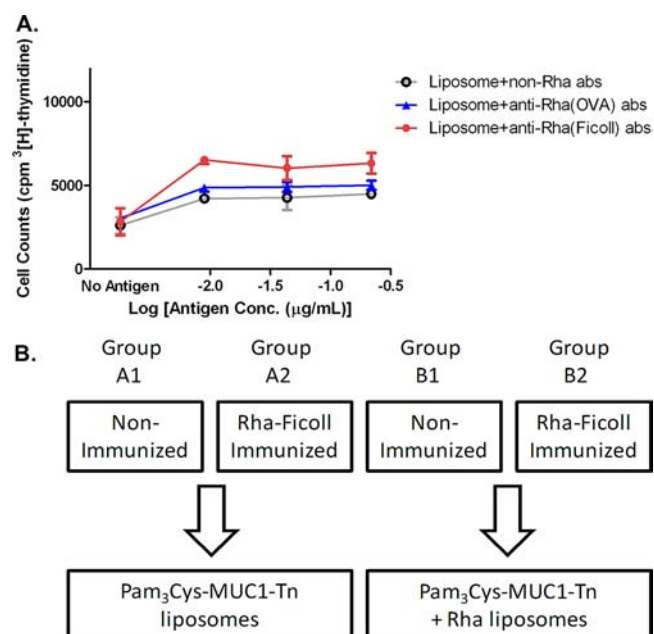 A.
Cell Counts (cpm ³[H]-thymidine)
10000
5000
0
No Antigen -2.0 -1.5 -1.0 -0.5
Log [Antigen Conc. (μg/mL)]
Liposome+non-Rha abs
Liposome+anti-Rha(OVA) abs
Liposome+anti-Rha(Ficoll) abs
B.
Group Group Group Group
A1 A2 B1 B2
Non- Rha-Ficoll Non- Rha-Ficoll
Immunized Immunized Immunized Immunized
Pam₃Cys-MUC1-Tn Pam₃Cys-MUC1-Tn
liposomes + Rha liposomes